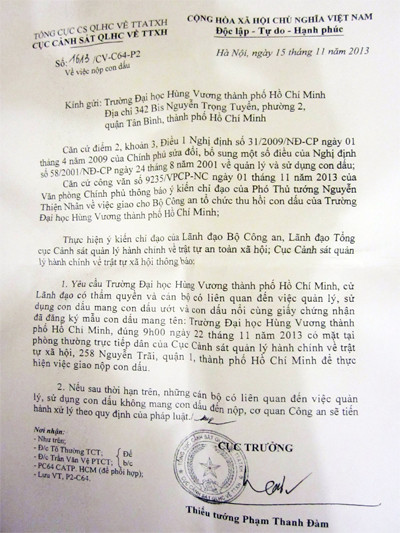 TỔNG CỤC CS QLHC VỀ TTATXH
CỤC CẢNH SÁT QLHC VỀ TTXH
Số: 1613/CV-C64-P2
Về việc nộp con dấu
CỘNG HÒA XÃ HỘI CHỦ NGHĨA VIỆT NAM
Độc lập - Tự do - Hạnh phúc
Hà Nội, ngày 15 tháng 11 năm 2013
Kính gửi: Trường Đại học Hùng Vương thành phố Hồ Chí Minh
Địa chỉ 342 Bis Nguyễn Trọng Tuyển, phường 2,
quận Tân Bình, thành phố Hồ Chí Minh
Căn cứ điểm 2, khoản 3, Điều 1 Nghị định số 31/2009/NĐ-CP ngày 01
tháng 4 năm 2009 của Chính phủ sửa đổi, bổ sung một số điều của Nghị định
số 58/2001/NĐ-CP ngày 24 tháng 8 năm 2001 về quản lý và sử dụng con dấu;
Căn cứ công văn số 9235/VPCP-NC ngày 01 tháng 11 năm 2013 của
Văn phòng Chính phủ thông báo ý kiến chỉ đạo của Phó Thủ tướng Nguyễn
Thiện Nhân về việc giao cho Bộ Công an tổ chức thu hồi con dấu của Trường
Đại học Hùng Vương thành phố Hồ Chí Minh;
Thực hiện ý kiến chỉ đạo của Lãnh đạo Bộ Công an, Lãnh đạo Tổng
cục Cảnh sát quản lý hành chính về trật tự an toàn xã hội; Cục Cảnh sát quản
lý hành chính về trật tự xã hội thông báo:
1. Yêu cầu Trường Đại học Hùng Vương thành phố Hồ Chí Minh, cử
Lãnh đạo có thẩm quyền và cán bộ có liên quan đến việc quản lý, sử
dụng con dấu mang con dấu ướt và con dấu nổi cùng giấy chứng nhận
đã đăng ký mẫu con dấu mang tên: Trường Đại học Hùng Vương thành
phố Hồ Chí Minh, đúng 9h00 ngày 22 tháng 11 năm 2013 có mặt tại
phòng thường trực tiếp dân của Cục Cảnh sát quản lý hành chính về trật
tự xã hội, 258 Nguyễn Trãi, quận 1, thành phố Hồ Chí Minh để thực
hiện việc giao nộp con dấu.
2. Nếu sau thời hạn trên, những cán bộ có liên quan đến việc quản
lý, sử dụng con dấu không mang con dấu đến nộp, cơ quan Công an sẽ tiến
hành xử lý theo quy định của pháp luật./.
Nơi nhận:
- Như trên;
- Đ/c Tô Thường TCT;
- Đ/c Trần Văn Vệ PTCT;
Để
b/c
- PC64 CATP. HCM (để phối hợp);
- Lưu VT, P2-C64.
CỤC TRƯỞNG
Thiếu tướng Phạm Thanh Đàm